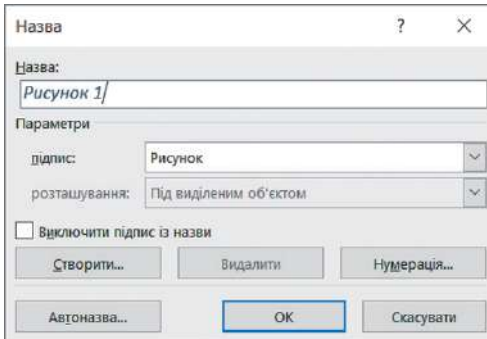 Назва ? ×
Назва:
Рисунок 1
Параметри
підпис: Рисунок
розташування: Під виділеним об'єктом
Виключити підпис із назви
Створити... Видалити Нумерація...
Автоназва... ОК Скасувати